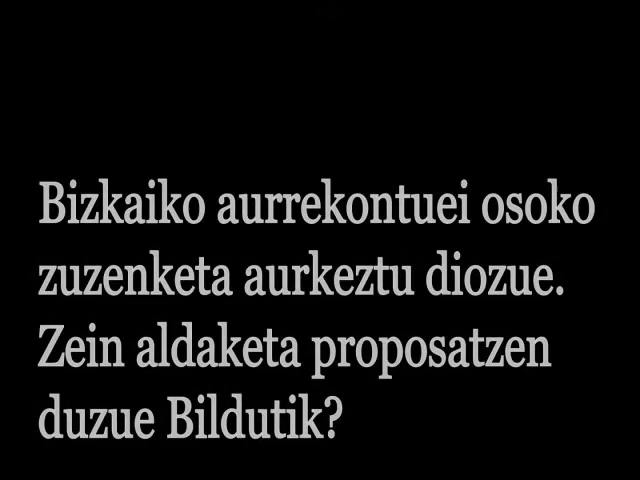 Bizkaiko aurrekontuei osoko
zuzenketa aurkeztu diozue.
Zein aldaketa proposatzen
duzue Bildutik?